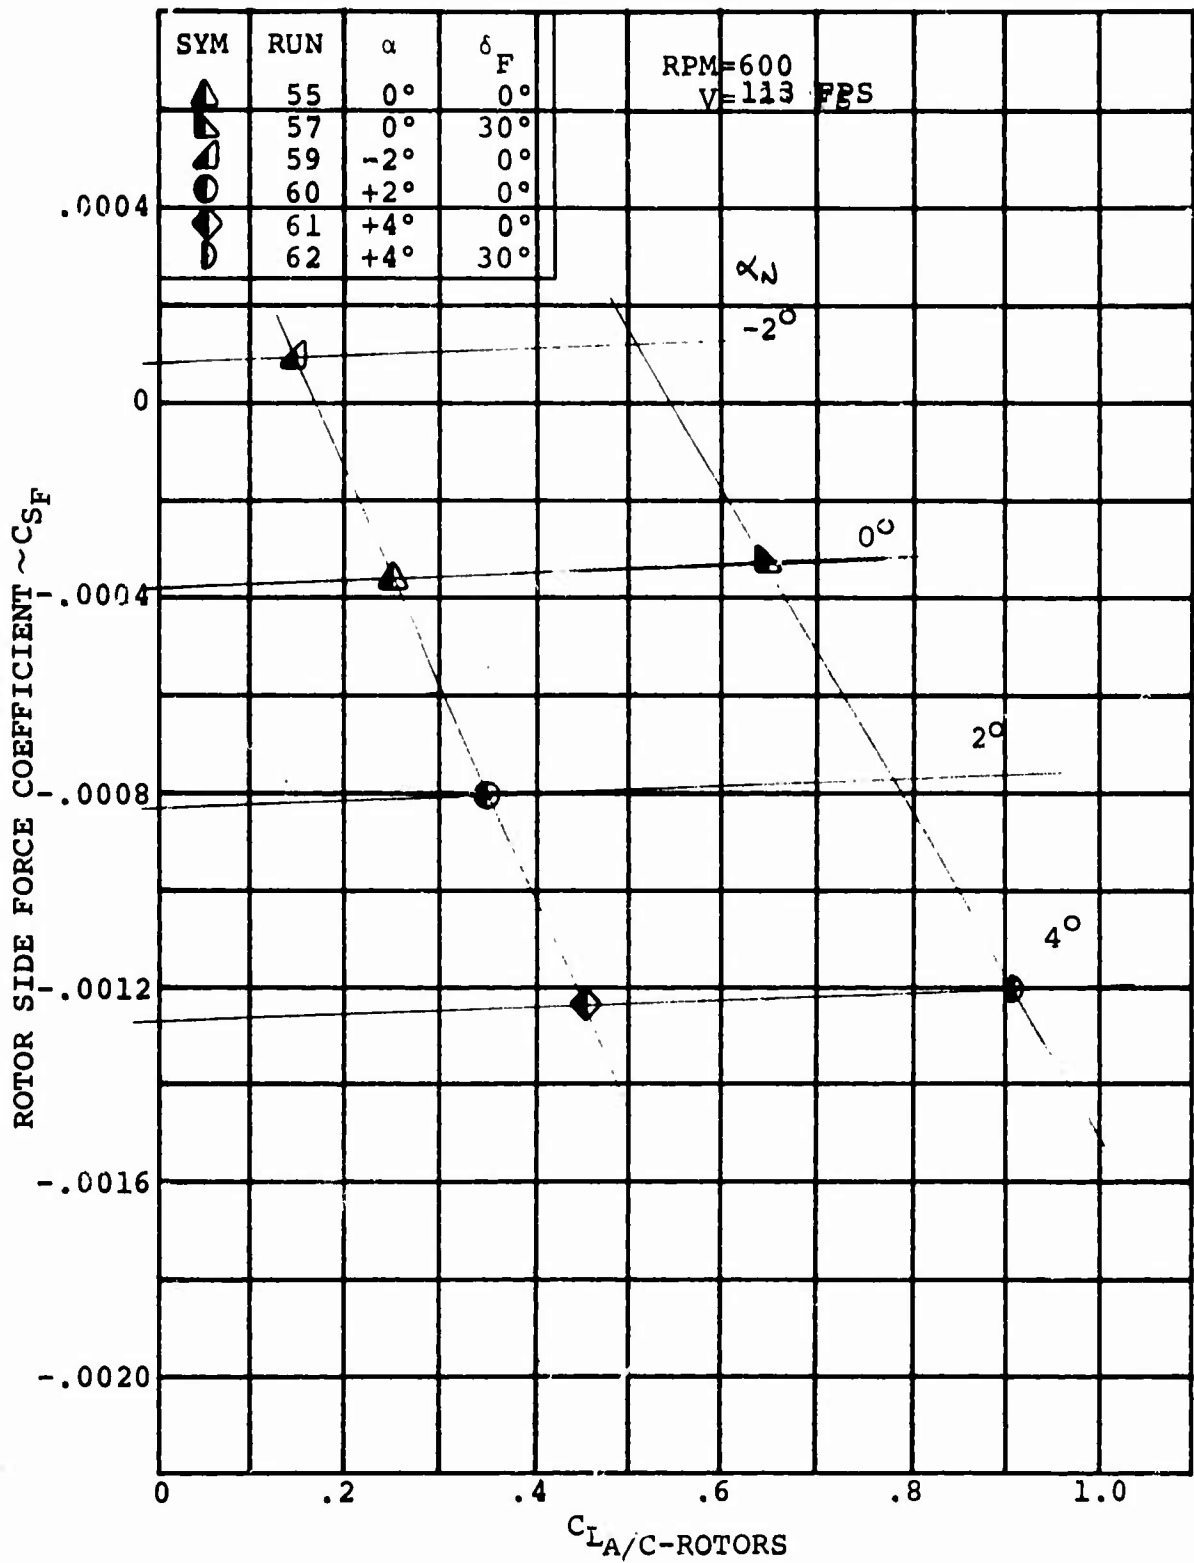 SYM RUN α δF
55 0° 0°
57 0° 30°
59 -2° 0°
60 +2° 0°
61 +4° 0°
62 +4° 30°
RPM=600
V=113 FPS
αN
-2°
0°
2°
4°
.0004
0
-.0004
-.0008
-.0012
-.0016
-.0020
ROTOR SIDE FORCE COEFFICIENT ~CSF
0 .2 .4 .6 .8 1.0
CLA/C-ROTORS